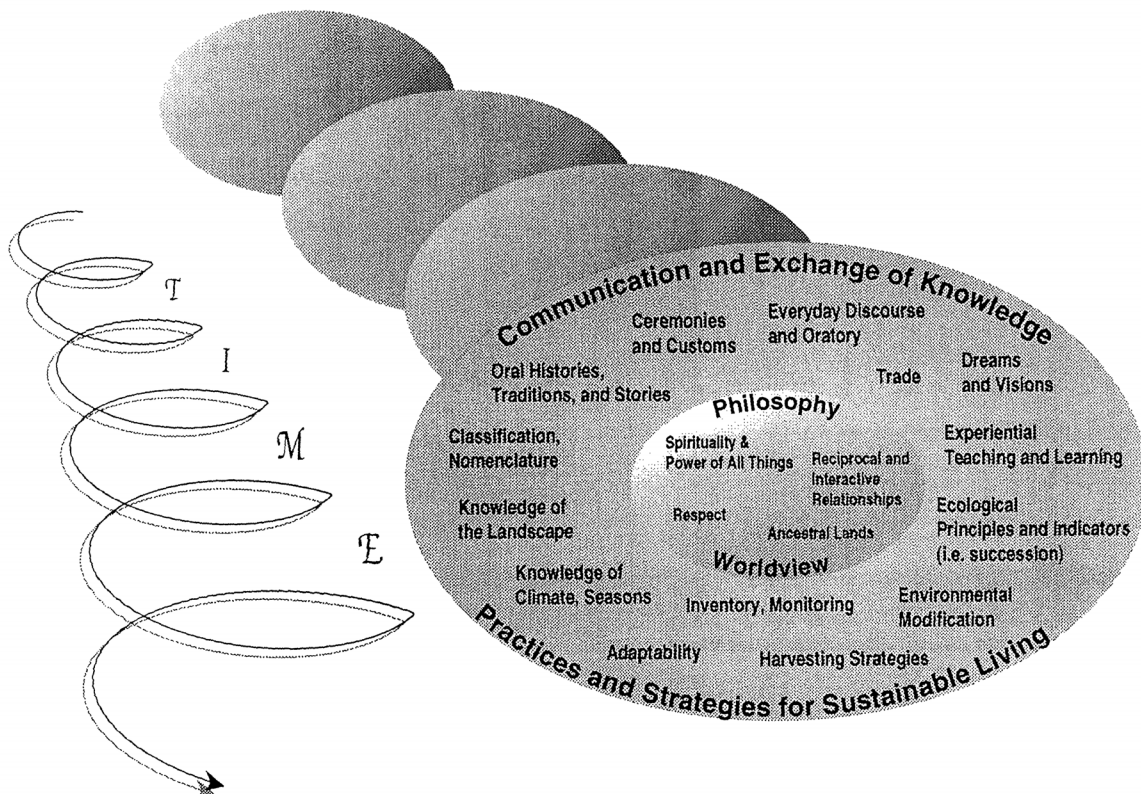 T
I
M
E
Communication and Exchange of Knowledge
Ceremonies
and Customs
Everyday Discourse
and Oratory
Oral Histories,
Traditions, and Stories
Trade
Dreams
and Visions
Classification,
Nomenclature
Experiential
Teaching and Learning
Knowledge of
the Landscape
Ecological
Principles and Indicators
(i.e. succession)
Philosophy
Spirituality &
Power of All Things
Reciprocal and
Interactive
Relationships
Respect
Ancestral Lands
Worldview
Knowledge of
Climate, Seasons
Inventory, Monitoring
Environmental
Modification
Adaptability
Harvesting Strategies
Practices and Strategies for Sustainable Living